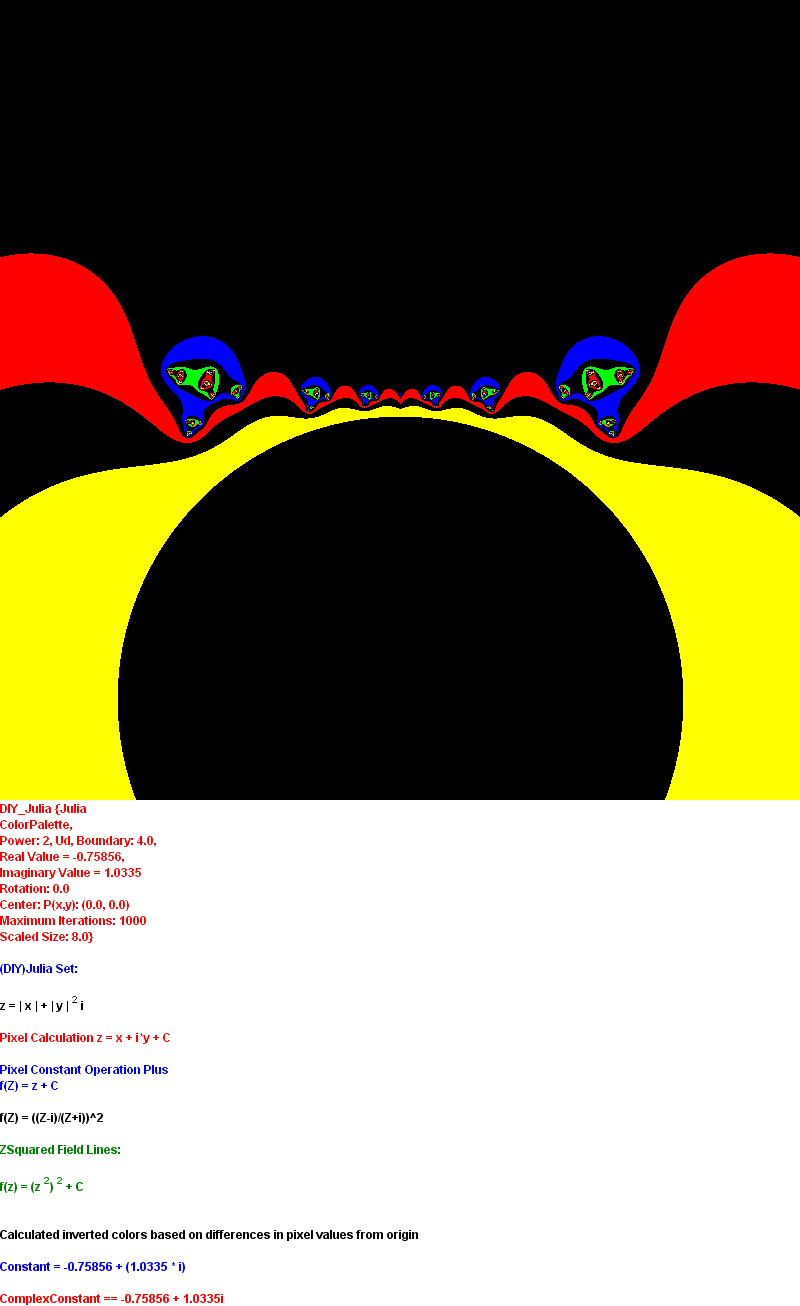 DIY_Julia {Julia
ColorPalette,
Power: 2, Ud, Boundary: 4.0,
Real Value = -0.75856,
Imaginary Value = 1.0335
Rotation: 0.0
Center: P(x,y): (0.0, 0.0)
Maximum Iterations: 1000
Scaled Size: 8.0}
(DIY)Julia Set:
z = | x | + | y | ² i
Pixel Calculation z = x + i*y + C
Pixel Constant Operation Plus
f(Z) = z + C
f(Z) = ((Z-i)/(Z+i))^2
ZSquared Field Lines:
f(z) = (z ²) ² + C
Calculated inverted colors based on differences in pixel values from origin
Constant = -0.75856 + (1.0335 * i)
ComplexConstant == -0.75856 + 1.0335i